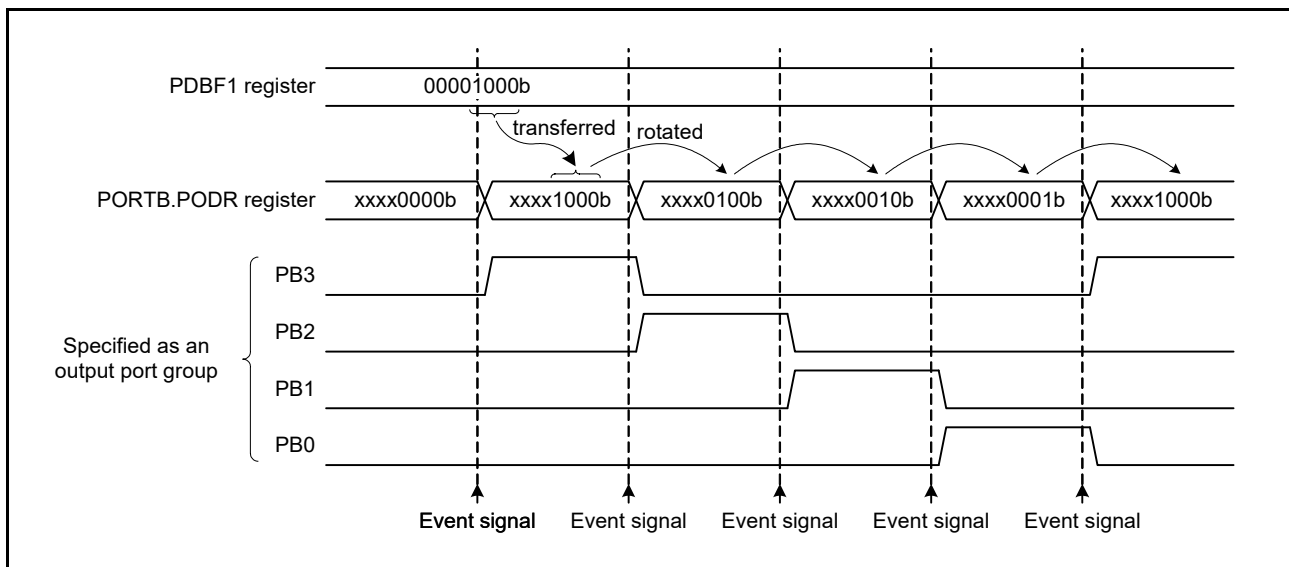 PDBF1 register
00001000b
transferred
rotated
PORTB.PODR register
xxxx0000b
xxxx1000b
xxxx0100b
xxxx0010b
xxxx0001b
xxxx1000b
PB3
PB2
Specified as an
output port group
PB1
PB0
Event signal
Event signal
Event signal
Event signal
Event signal